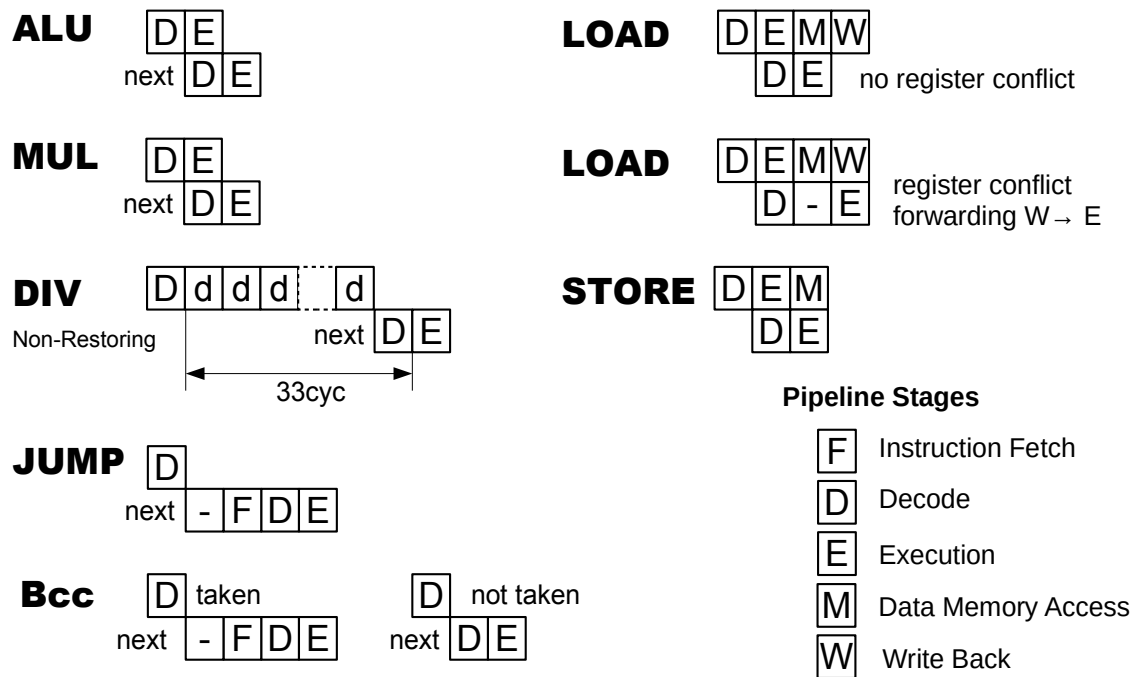 ALU
D E
next D E
MUL
D E
next D E
DIV
Non-Restoring
D d d d d
next D E
33cyc
JUMP
D
next - F D E
Bcc
D taken
next - F D E
D not taken
next D E
LOAD
D E M W
D E no register conflict
LOAD
D E M W
D - E
register conflict
forwarding W→ E
STORE
D E M
D E
Pipeline Stages
F Instruction Fetch
D Decode
E Execution
M Data Memory Access
W Write Back